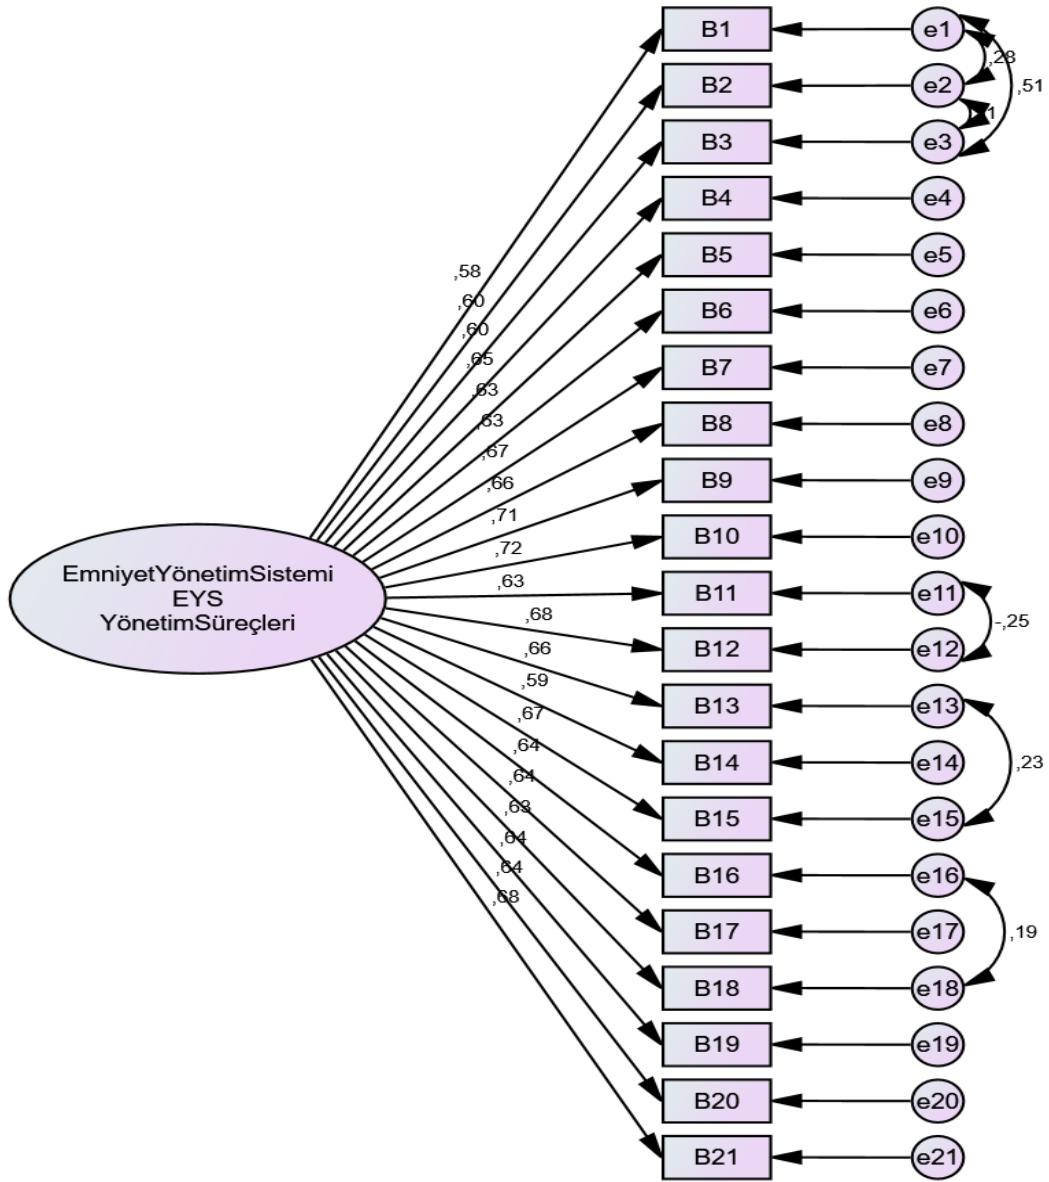 B1
e1
,28
B2
e2
,51
B3
e3
B4
e4
B5
e5
B6
e6
B7
e7
B8
e8
B9
e9
B10
e10
B11
e11
-,25
B12
e12
B13
e13
B14
e14
,23
B15
e15
B16
e16
B17
e17
,19
B18
e18
B19
e19
B20
e20
B21
e21
,58
,60
,60
,65
,63
,63
,67
,66
,71
,72
,63
,68
,66
,59
,67
,64
,64
,63
,64
,64
,68
EmniyetYönetimSistemi
EYS
YönetimSüreçleri